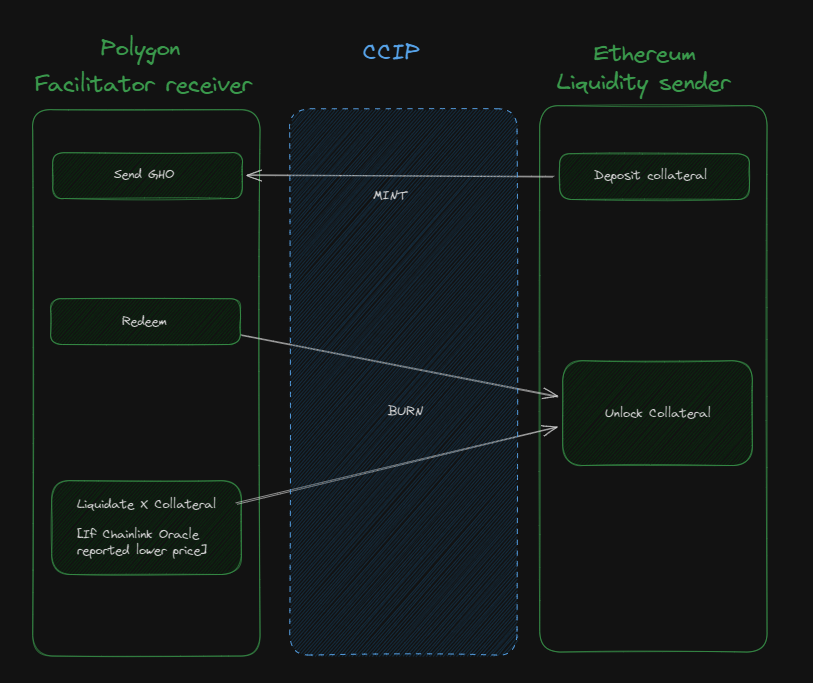 Polygon
Facilitator receiver
CCIP
Ethereum
Liquidity sender
Send GHO
MINT
Deposit collateral
Redeem
BURN
Unlock Collateral
Liquidate X Collateral
[If Chainlink Oracle
reported lower price]